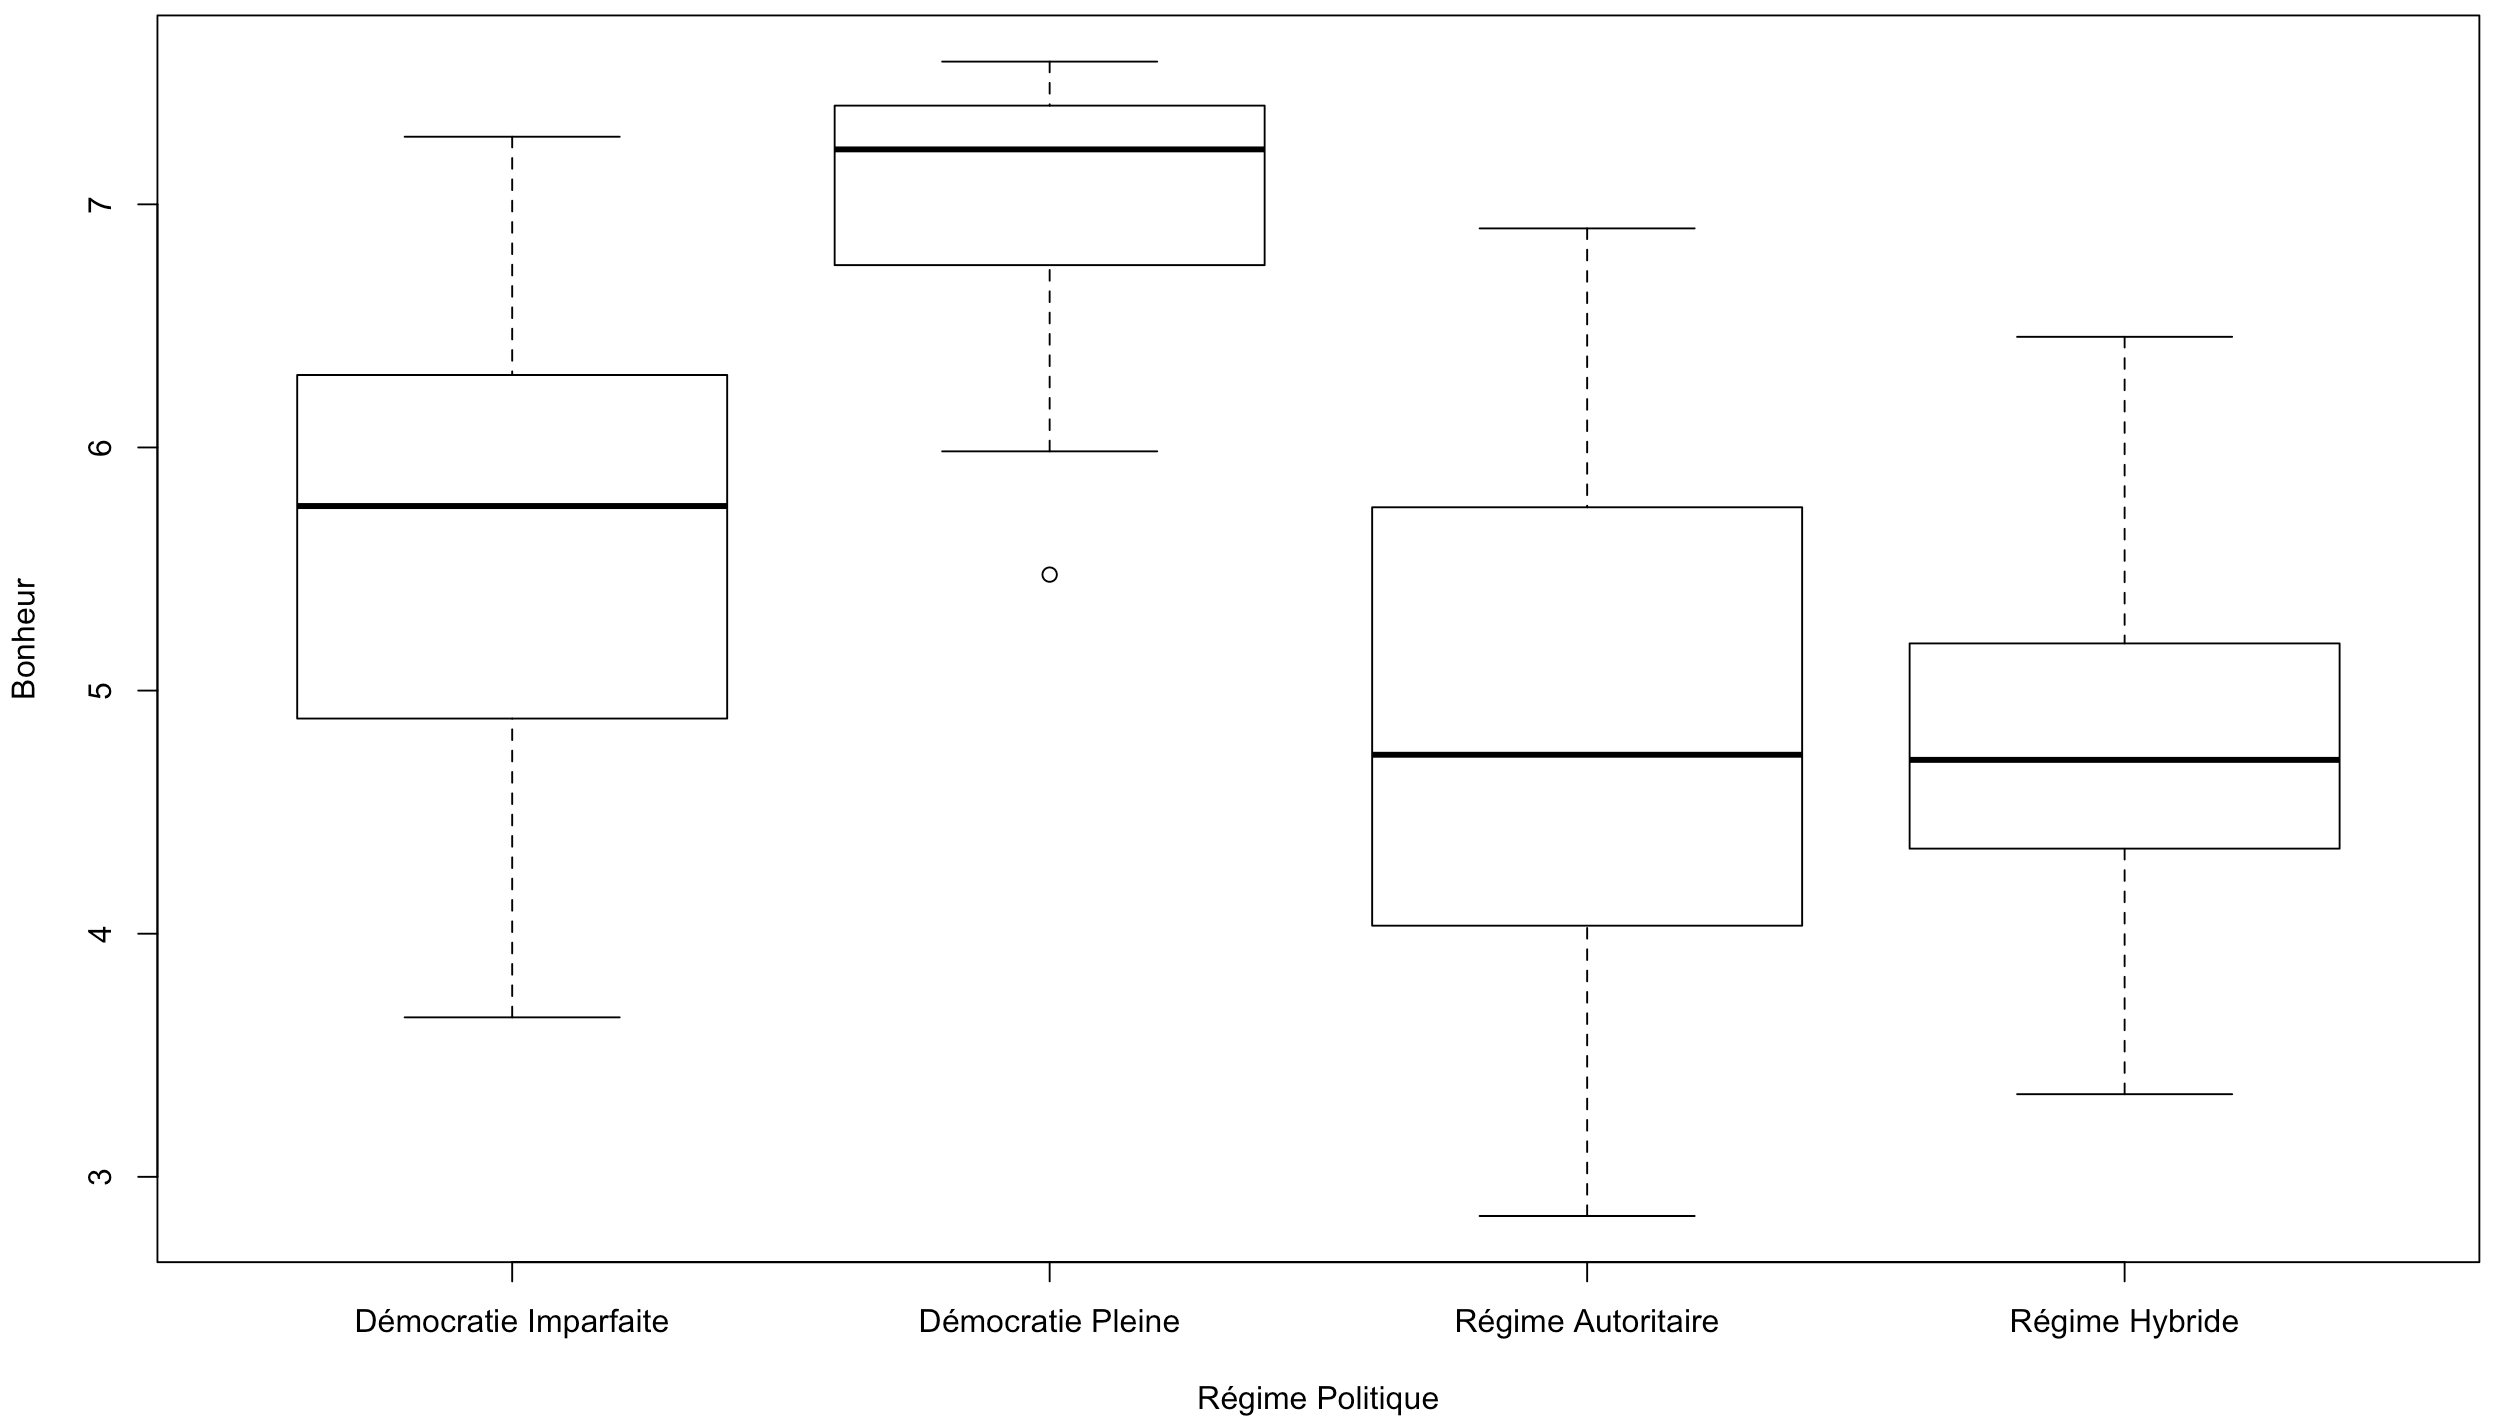 Bonheur
7
6
5
4
3
Démocratie Imparfaite
Démocratie Pleine
Régime Autoritaire
Régime Hybride
Régime Politique